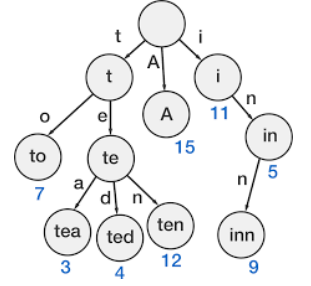 t A i
t A i
15 11
o e n
to te in
7 5
a d n n
tea ted ten inn
3 4 12 9